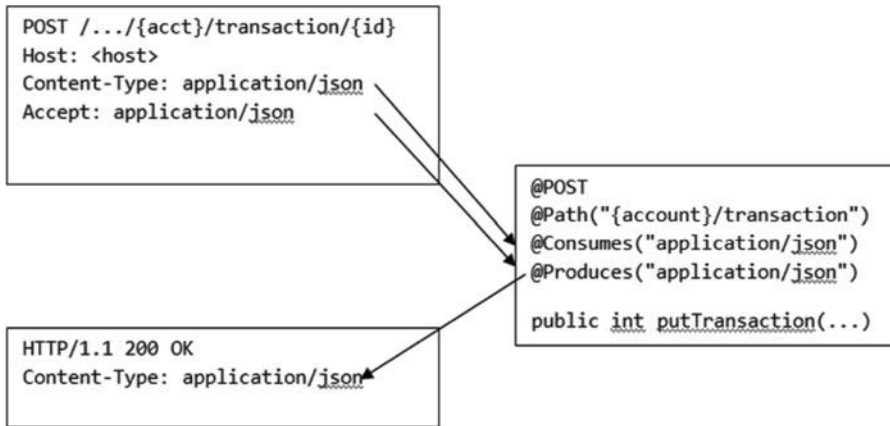 POST /.../{acct}/transaction/{id}
Host: <host>
Content-Type: application/json
Accept: application/json
@POST
@Path("{account}/transaction")
@Consumes("application/json")
@Produces("application/json")
public int putTransaction(...)
HTTP/1.1 200 OK
Content-Type: application/json